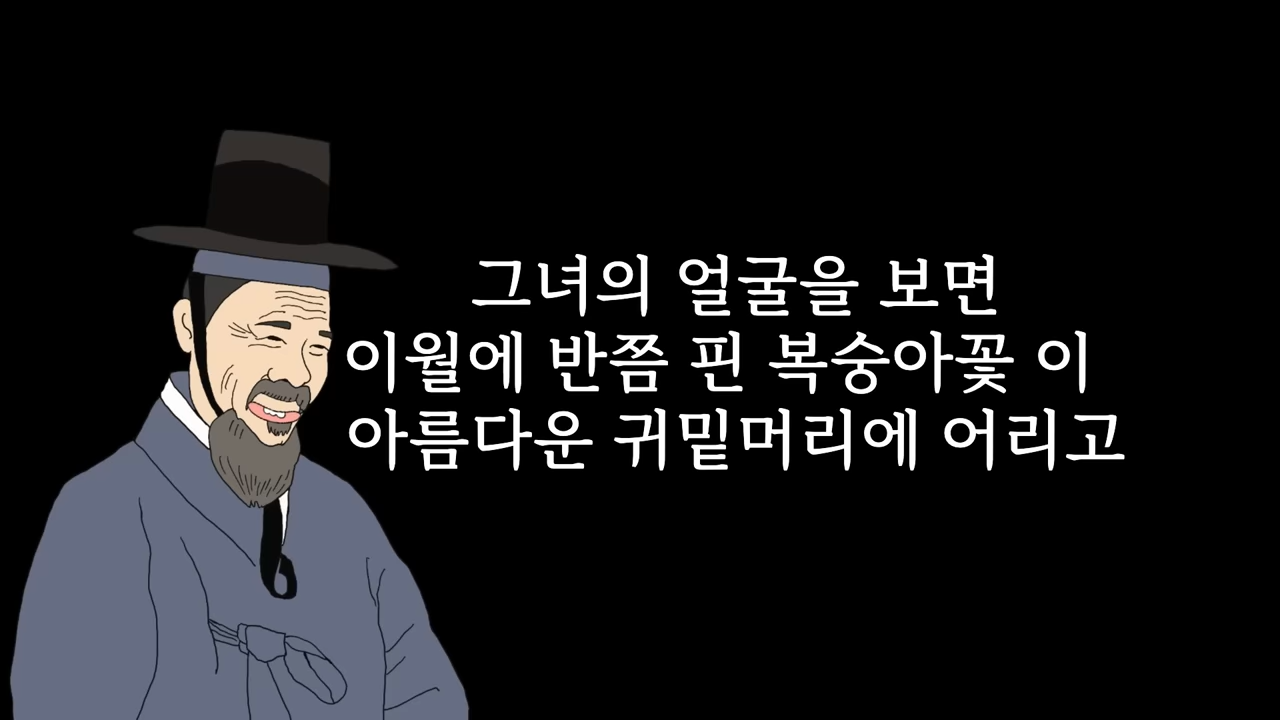 그녀의 얼굴을 보면
이월에 반쯤 핀 복숭아꽃 이
아름다운 귀밑머리에 어리고